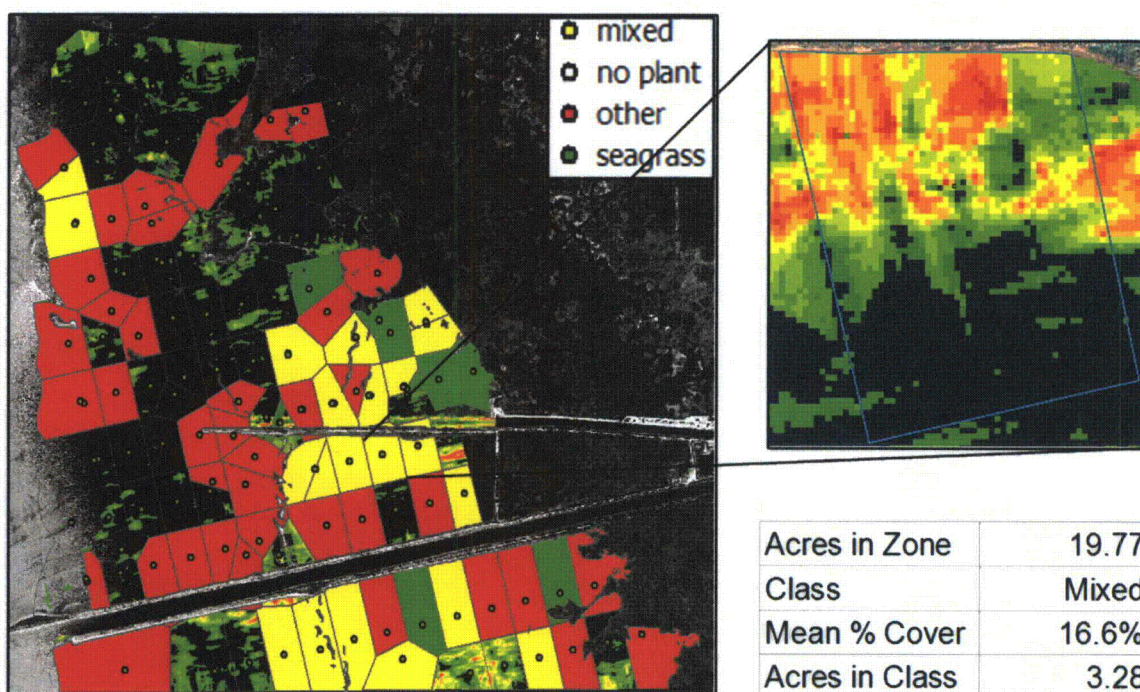 mixed
no plant
other
seagrass
Acres in Zone 19.77
Class Mixed
Mean % Cover 16.6%
Acres in Class 3.28